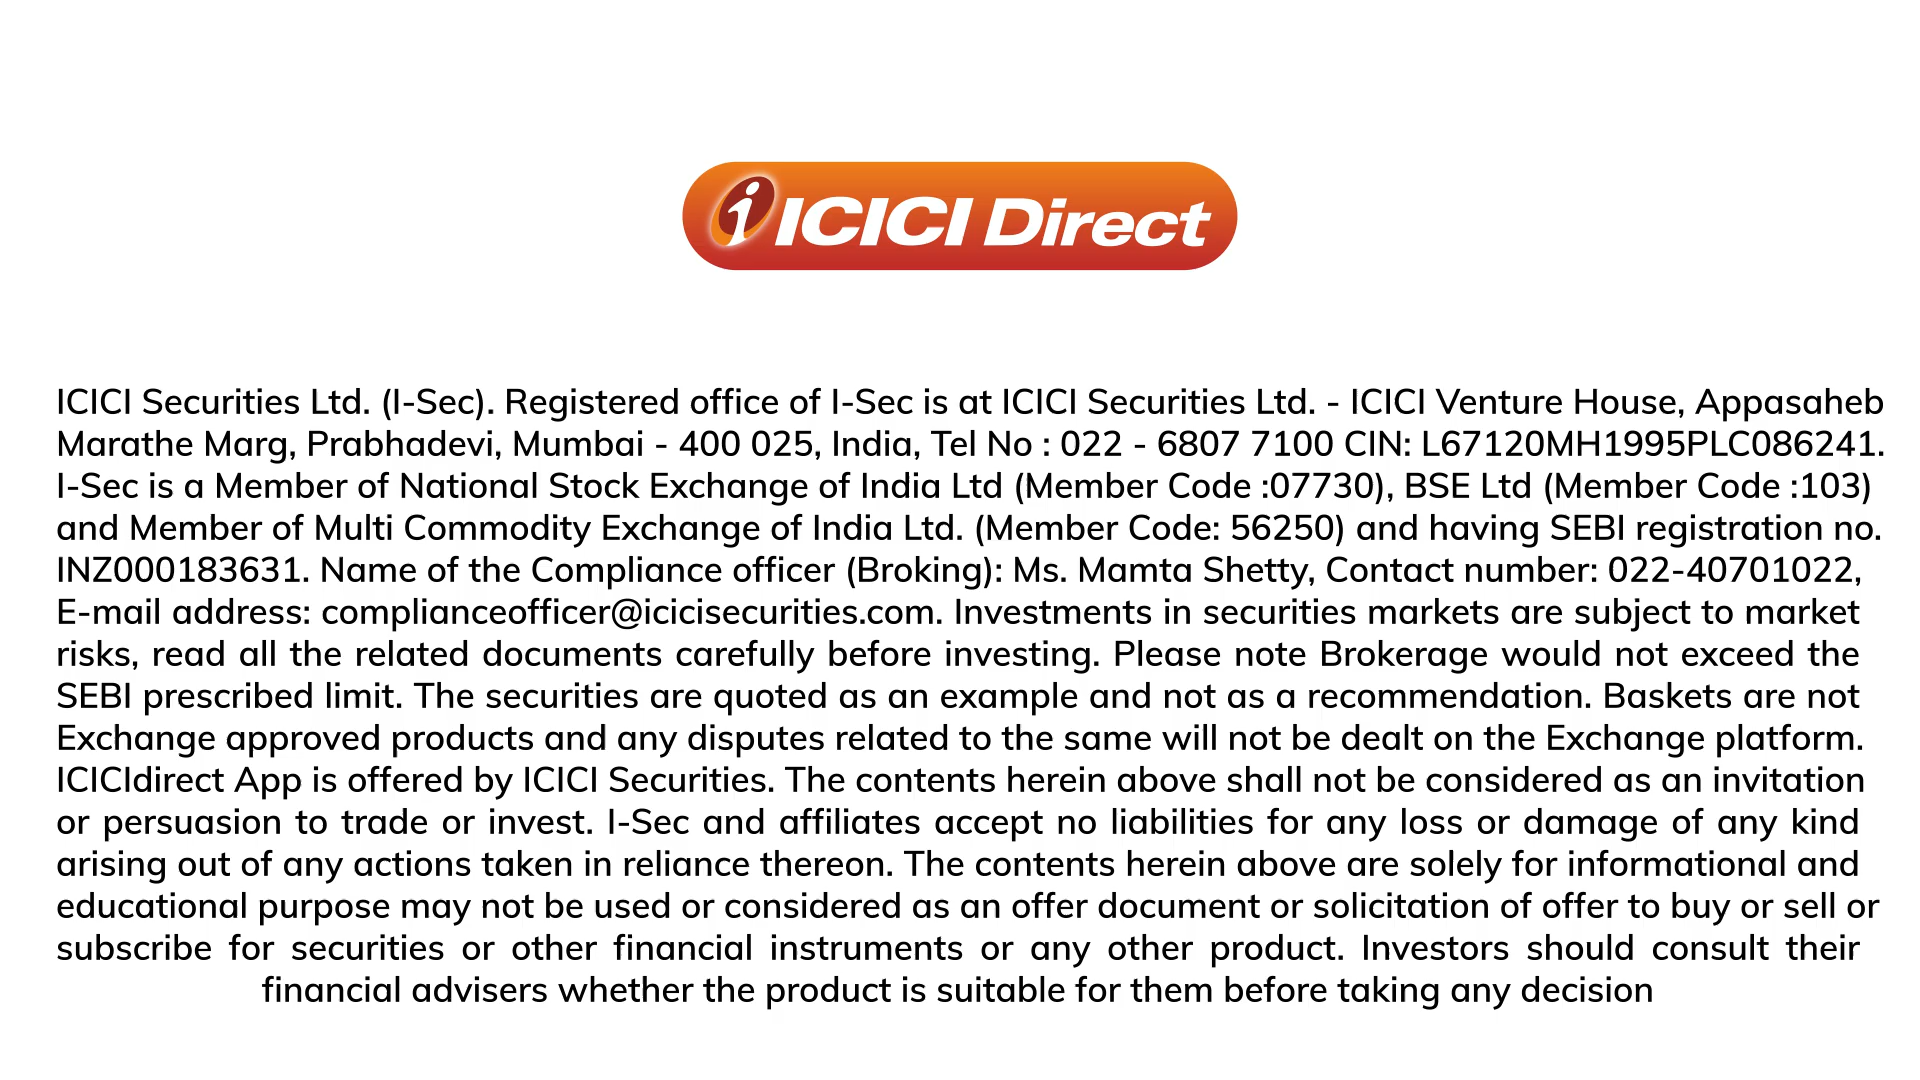 i ICICI Direct
ICICI Securities Ltd. (I-Sec). Registered office of I-Sec is at ICICI Securities Ltd. - ICICI Venture House, Appasaheb
Marathe Marg, Prabhadevi, Mumbai - 400 025, India, Tel No : 022 - 6807 7100 CIN: L67120MH1995PLC086241.
I-Sec is a Member of National Stock Exchange of India Ltd (Member Code :07730), BSE Ltd (Member Code :103)
and Member of Multi Commodity Exchange of India Ltd. (Member Code: 56250) and having SEBI registration no.
INZ000183631. Name of the Compliance officer (Broking): Ms. Mamta Shetty, Contact number: 022-40701022,
E-mail address: complianceofficer@icicisecurities.com. Investments in securities markets are subject to market
risks, read all the related documents carefully before investing. Please note Brokerage would not exceed the
SEBI prescribed limit. The securities are quoted as an example and not as a recommendation. Baskets are not
Exchange approved products and any disputes related to the same will not be dealt on the Exchange platform.
ICICIdirect App is offered by ICICI Securities. The contents herein above shall not be considered as an invitation
or persuasion to trade or invest. I-Sec and affiliates accept no liabilities for any loss or damage of any kind
arising out of any actions taken in reliance thereon. The contents herein above are solely for informational and
educational purpose may not be used or considered as an offer document or solicitation of offer to buy or sell or
subscribe for securities or other financial instruments or any other product. Investors should consult their
financial advisers whether the product is suitable for them before taking any decision